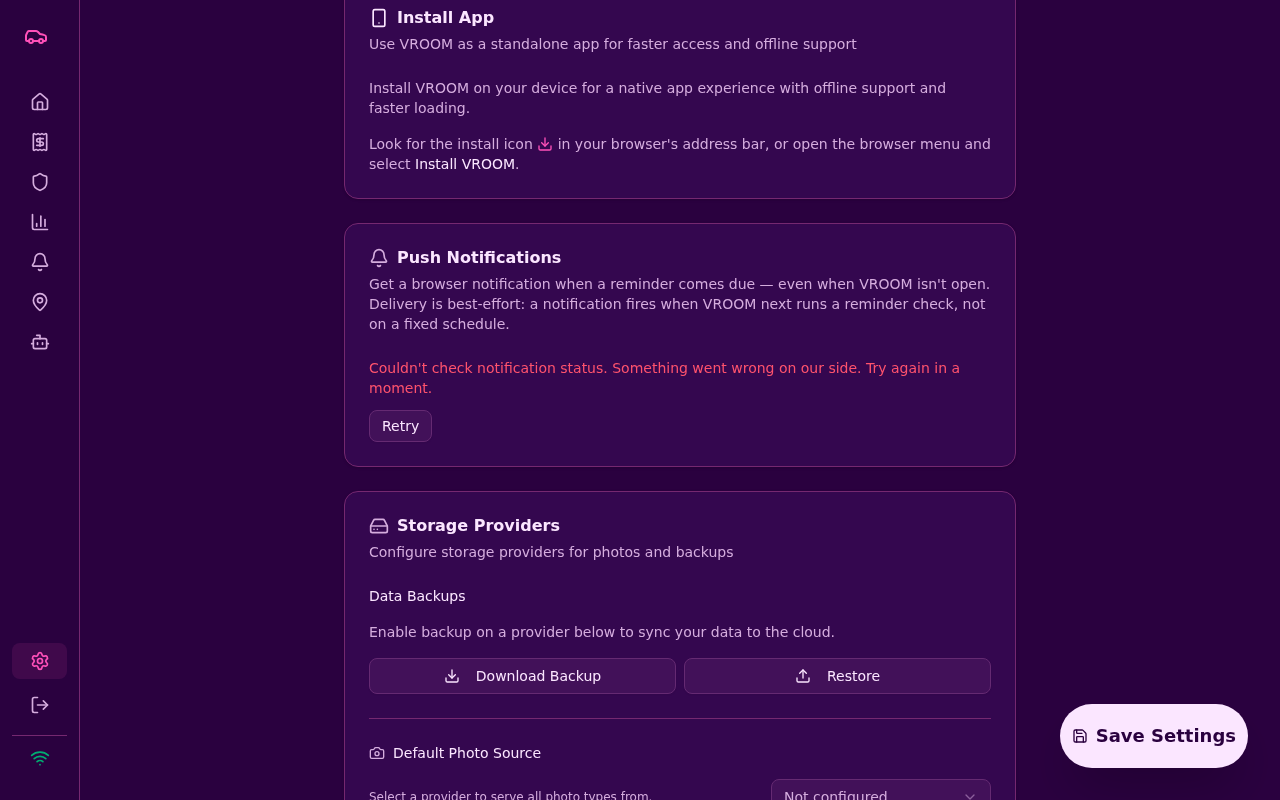 Install App
Use VROOM as a standalone app for faster access and offline support
Install VROOM on your device for a native app experience with offline support and
faster loading.
Look for the install icon in your browser's address bar, or open the browser menu and
select Install VROOM.
Push Notifications
Get a browser notification when a reminder comes due — even when VROOM isn't open.
Delivery is best-effort: a notification fires when VROOM next runs a reminder check, not
on a fixed schedule.
Couldn't check notification status. Something went wrong on our side. Try again in a
moment.
Retry
Storage Providers
Configure storage providers for photos and backups
Data Backups
Enable backup on a provider below to sync your data to the cloud.
Download Backup
Restore
Save Settings
Default Photo Source
Select a provider to serve all photo types from.
Not configured